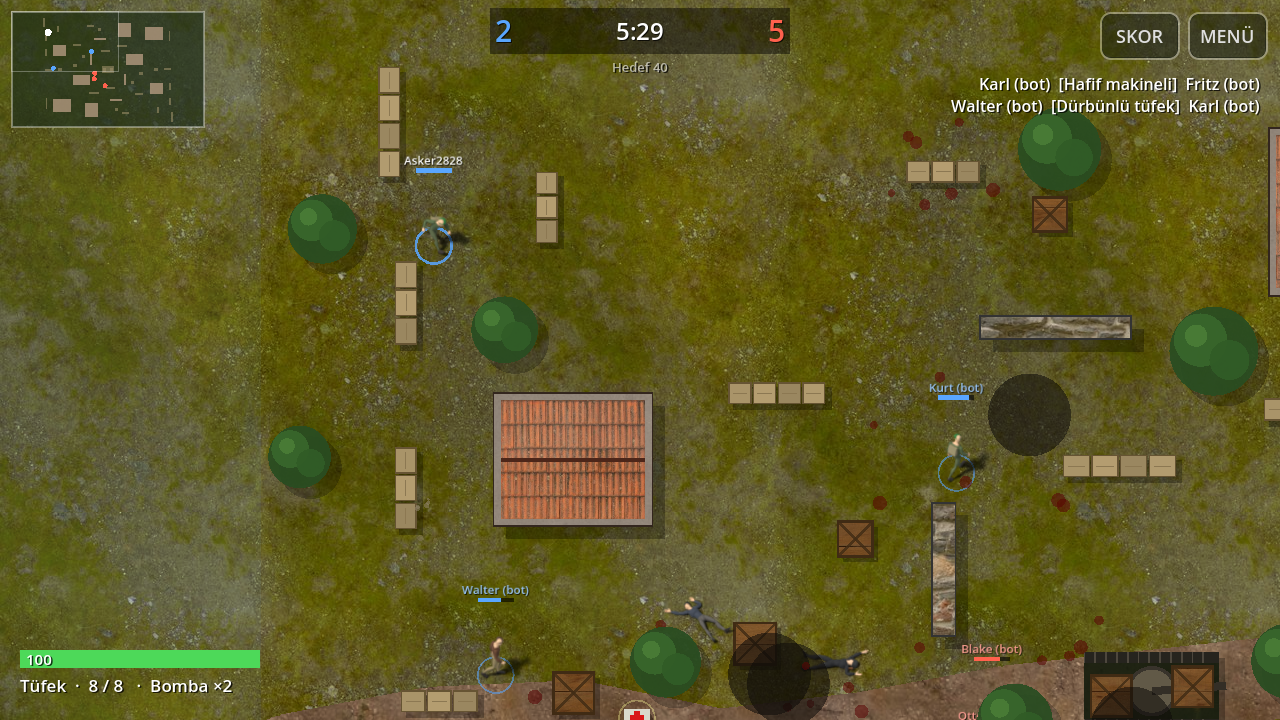 2 5:29 5
Hedef 40
SKOR MENÜ
Karl (bot) [Hafif makineli] Fritz (bot)
Walter (bot) [Dürbünlü tüfek] Karl (bot)
Asker2828
Kurt (bot)
Walter (bot)
Blake (bot)
100
Tüfek · 8 / 8 · Bomba ×2